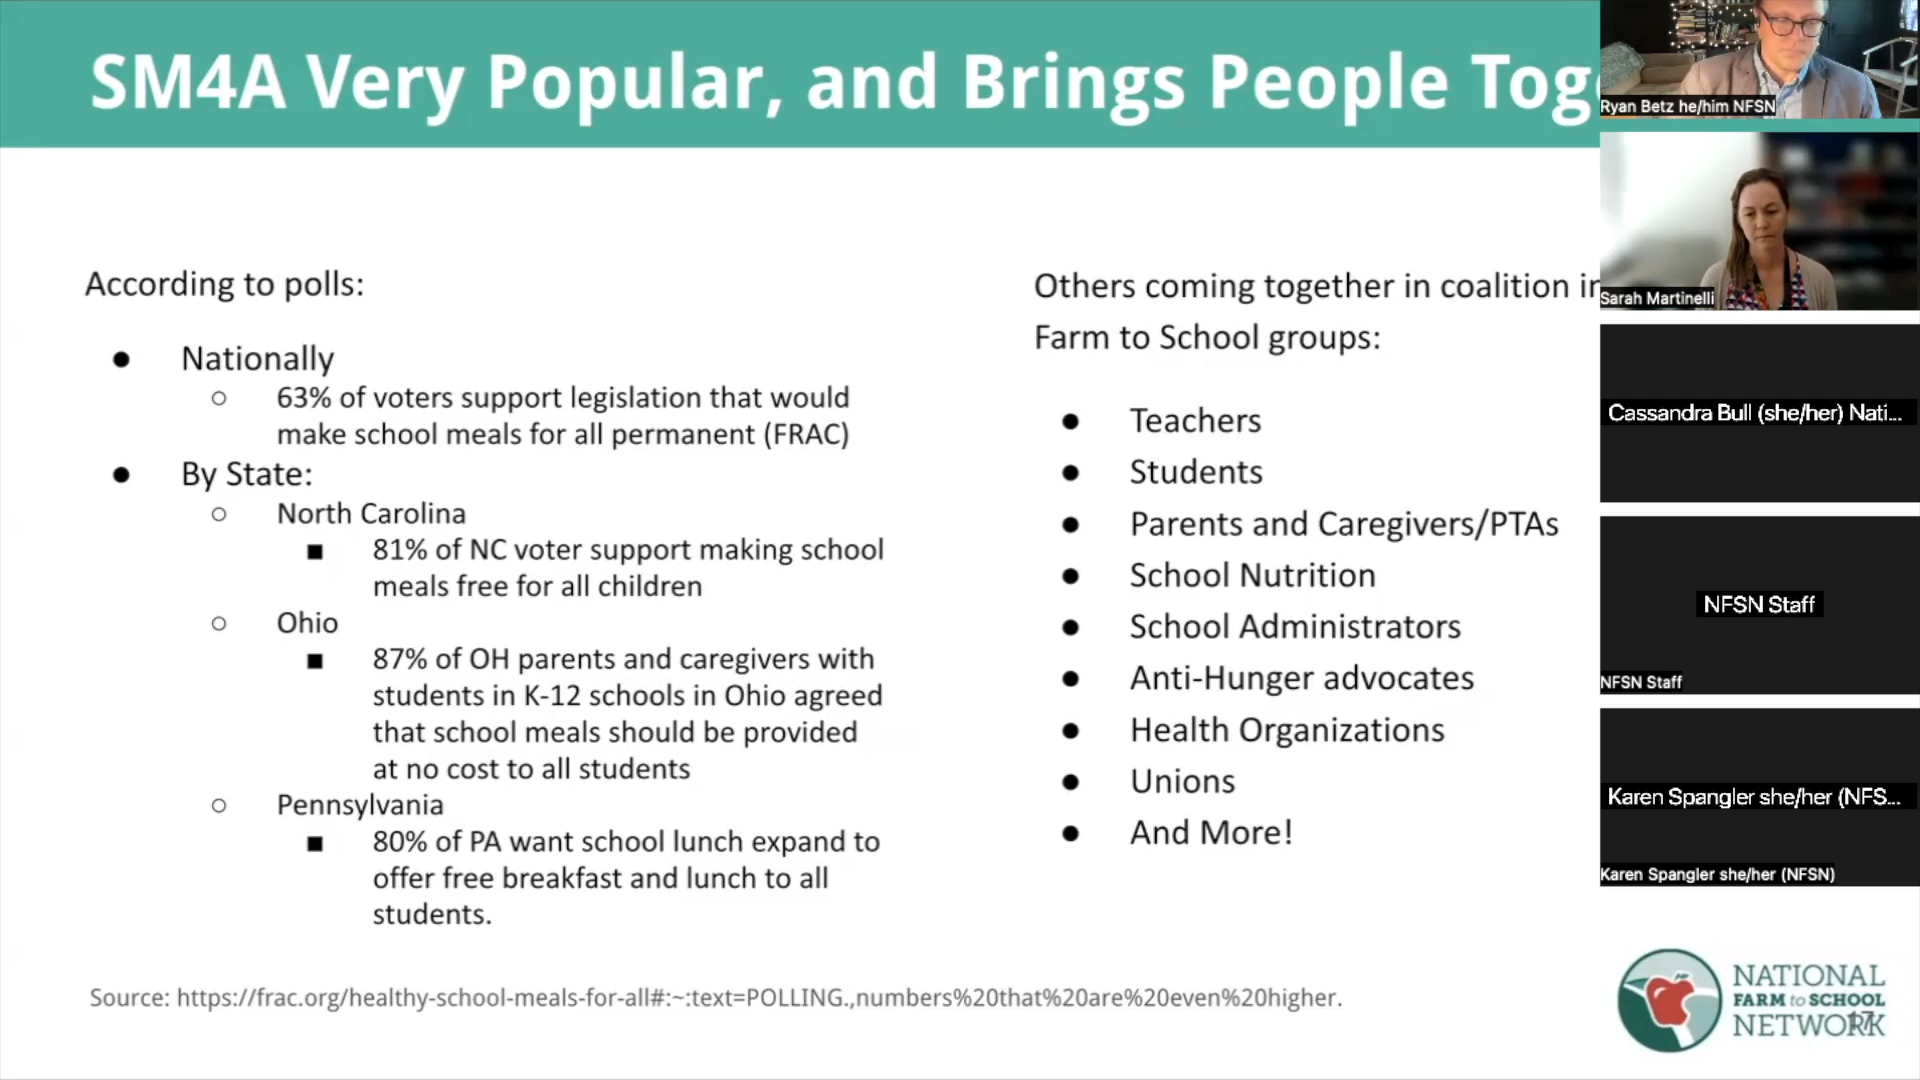 SM4A Very Popular, and Brings People Tog
According to polls:
● Nationally
○ 63% of voters support legislation that would
make school meals for all permanent (FRAC)
● By State:
○ North Carolina
■ 81% of NC voter support making school
meals free for all children
○ Ohio
■ 87% of OH parents and caregivers with
students in K-12 schools in Ohio agreed
that school meals should be provided
at no cost to all students
○ Pennsylvania
■ 80% of PA want school lunch expand to
offer free breakfast and lunch to all
students.
Others coming together in coalition in
Farm to School groups:
● Teachers
● Students
● Parents and Caregivers/PTAs
● School Nutrition
● School Administrators
● Anti-Hunger advocates
● Health Organizations
● Unions
● And More!
Source: https://frac.org/healthy-school-meals-for-all#:~:text=POLLING.,numbers%20that%20are%20even%20higher.
Ryan Betz he/him NFSN
Sarah Martinelli
Cassandra Bull (she/her) Nati...
NFSN Staff
NFSN Staff
Karen Spangler she/her (NFS...
Karen Spangler she/her (NFSN)
NATIONAL
FARM to SCHOOL
NETWORK
17